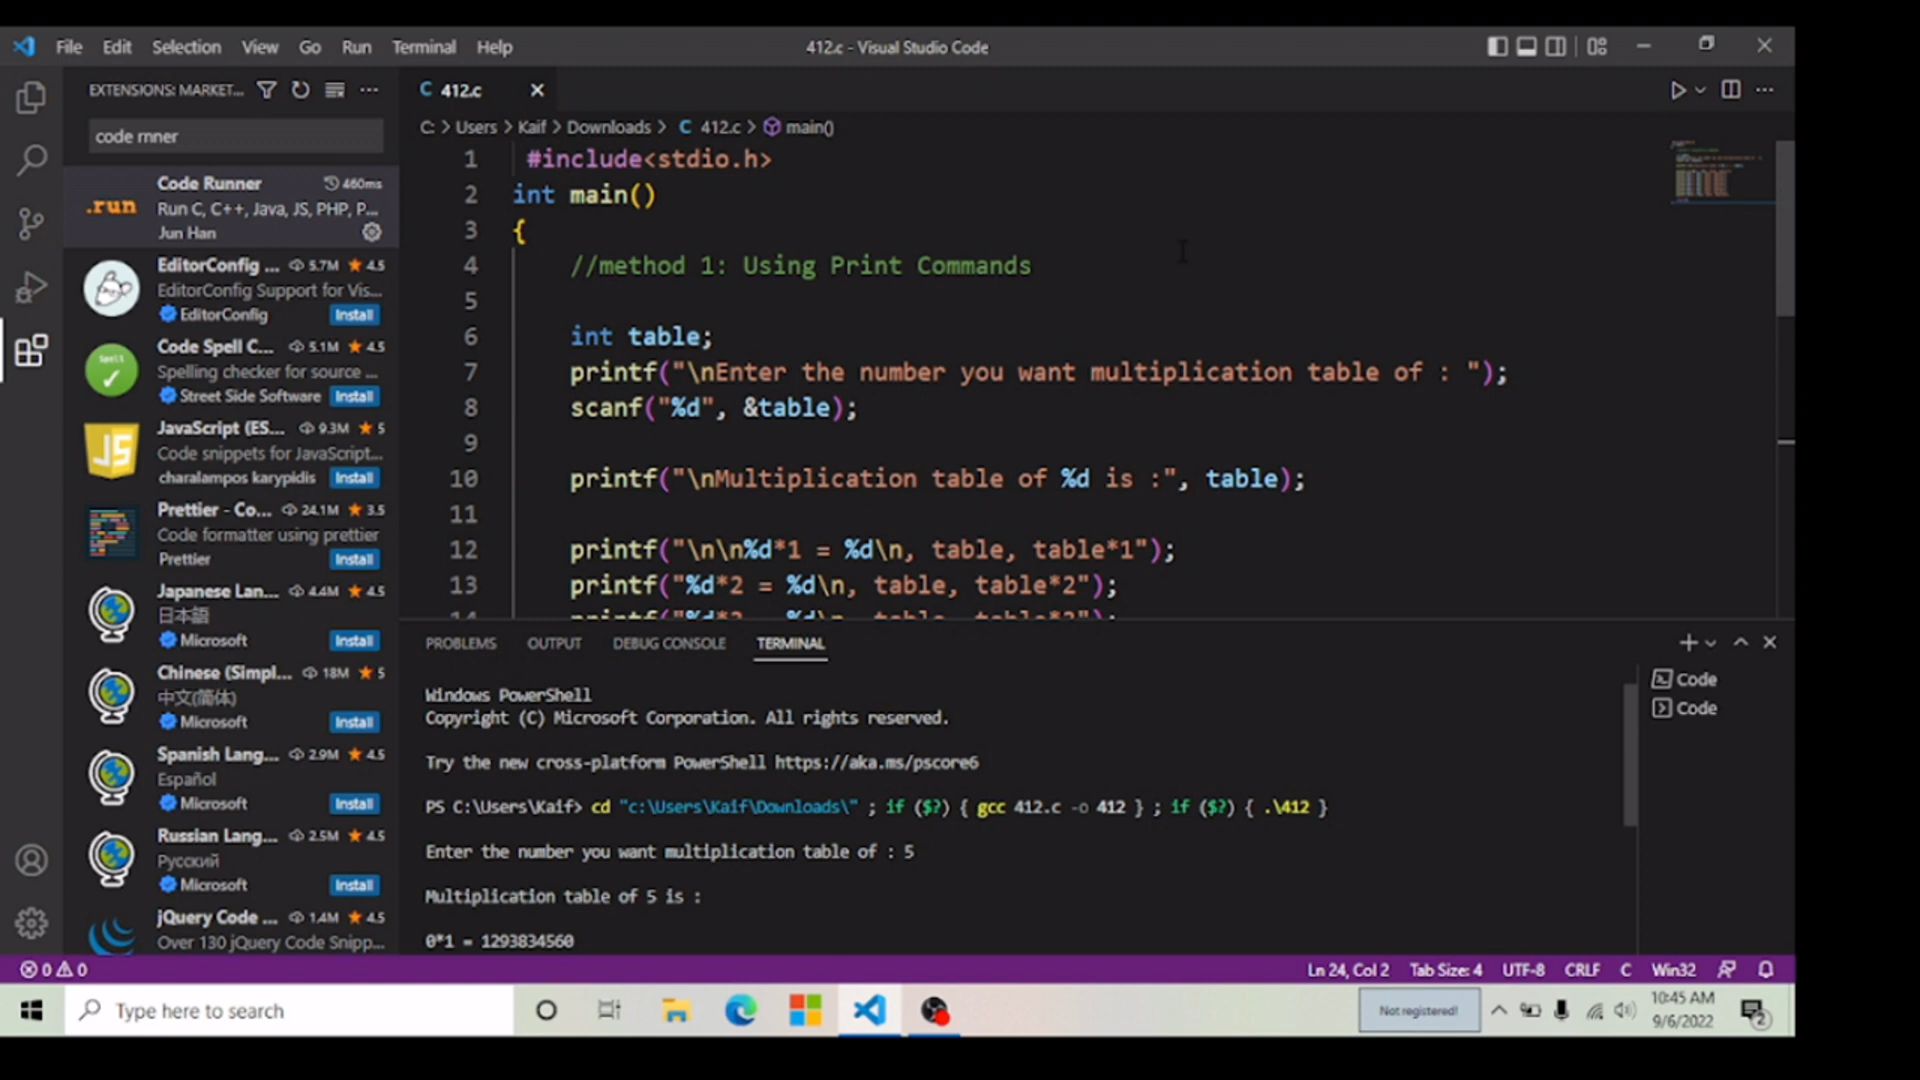 File Edit Selection View Go Run Terminal Help
412.c - Visual Studio Code
EXTENSIONS: MARKET...
code rnner
Code Runner 460ms
Run C, C++, Java, JS, PHP, P...
Jun Han
EditorConfig ... 5.7M 4.5
EditorConfig Support for Vis...
EditorConfig Install
Code Spell C... 5.1M 4.5
Spelling checker for source ...
Street Side Software Install
JavaScript (ES... 9.3M 5
Code snippets for JavaScript...
charalampos karypidis Install
Prettier - Co... 24.1M 3.5
Code formatter using prettier
Prettier Install
Japanese Lan... 4.4M 4.5
日本語
Microsoft Install
Chinese (Simpl... 18M 5
中文(简体)
Microsoft Install
Spanish Lang... 2.9M 4.5
Español
Microsoft Install
Russian Lang... 2.5M 4.5
Русский
Microsoft Install
jQuery Code ... 1.4M 4.5
Over 130 jQuery Code Snipp...
C 412.c
C: > Users > Kaif > Downloads > C 412.c > main()
1 #include<stdio.h>
2 int main()
3 {
4 //method 1: Using Print Commands
5
6 int table;
7 printf("\nEnter the number you want multiplication table of : ");
8 scanf("%d", &table);
9
10 printf("\nMultiplication table of %d is :", table);
11
12 printf("\n\n%d*1 = %d\n, table, table*1");
13 printf("%d*2 = %d\n, table, table*2");
PROBLEMS OUTPUT DEBUG CONSOLE TERMINAL
Windows PowerShell
Copyright (C) Microsoft Corporation. All rights reserved.
Try the new cross-platform PowerShell https://aka.ms/pscore6
PS C:\Users\Kaif> cd "c:\Users\Kaif\Downloads\" ; if ($?) { gcc 412.c -o 412 } ; if ($?) { .\412 }
Enter the number you want multiplication table of : 5
Multiplication table of 5 is :
0*1 = 1293834560
Code
Code
0 0
Ln 24, Col 2 Tab Size: 4 UTF-8 CRLF C Win32
Type here to search
Not registered!
10:45 AM
9/6/2022
2